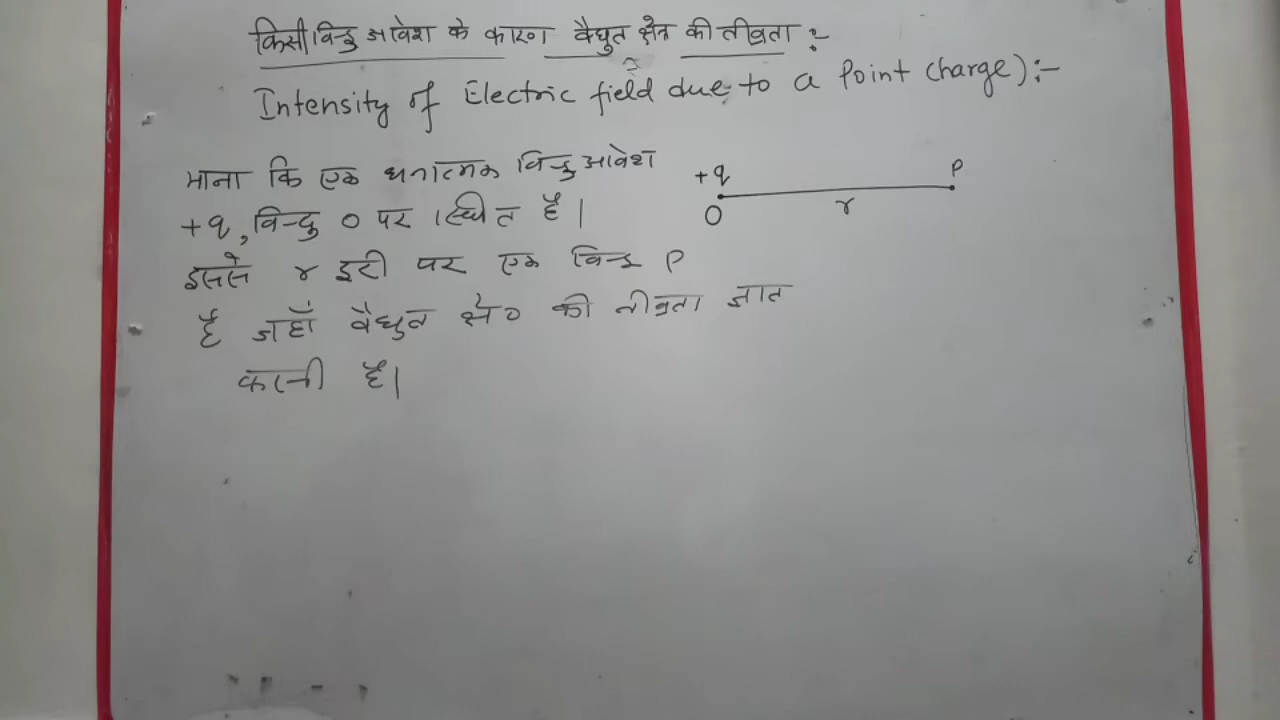 किसी विन्दु आवेश के कारण वैद्युत क्षेत्र की तीव्रता :-
Intensity of Electric field due to a Point Charge) :-
माना कि एक धनात्मक विन्दु आवेश
+q, विन्दु O पर स्थित है।
इससे r दूरी पर एक विन्दु P
है जहाँ वैद्युत क्षेत्र की तीव्रता ज्ञात
करनी है।
+q
P
O
r